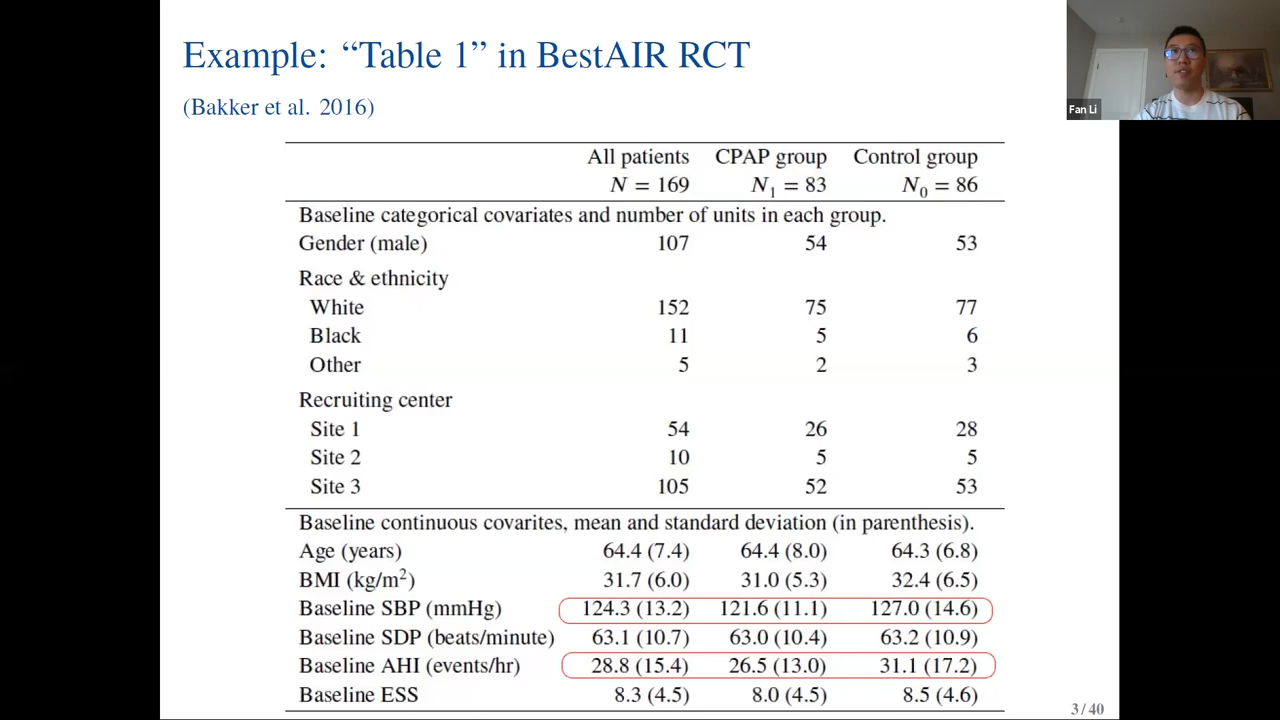 Example: “Table 1” in BestAIR RCT
(Bakker et al. 2016)
Fan Li
All patients CPAP group Control group
N = 169 N1 = 83 N0 = 86
Baseline categorical covariates and number of units in each group.
Gender (male) 107 54 53
Race & ethnicity
White 152 75 77
Black 11 5 6
Other 5 2 3
Recruiting center
Site 1 54 26 28
Site 2 10 5 5
Site 3 105 52 53
Baseline continuous covarites, mean and standard deviation (in parenthesis).
Age (years) 64.4 (7.4) 64.4 (8.0) 64.3 (6.8)
BMI (kg/m²) 31.7 (6.0) 31.0 (5.3) 32.4 (6.5)
Baseline SBP (mmHg) 124.3 (13.2) 121.6 (11.1) 127.0 (14.6)
Baseline SDP (beats/minute) 63.1 (10.7) 63.0 (10.4) 63.2 (10.9)
Baseline AHI (events/hr) 28.8 (15.4) 26.5 (13.0) 31.1 (17.2)
Baseline ESS 8.3 (4.5) 8.0 (4.5) 8.5 (4.6)
3 / 40